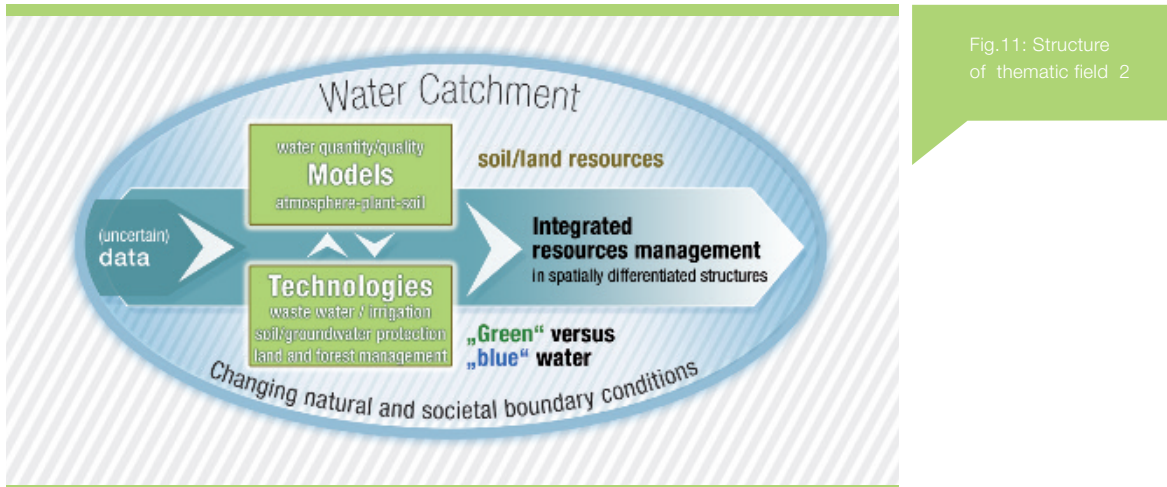 Fig.11: Structure
of thematic field 2
Water Catchment
water quantity/quality
Models
atmosphere-plant-soil
soil/land resources
(uncertain)
data
Integrated
resources management
in spatially differentiated structures
Technologies
waste water / irrigation
soil/groundwater protection
land and forest management
„Green“ versus
„blue“ water
Changing natural and societal boundary conditions